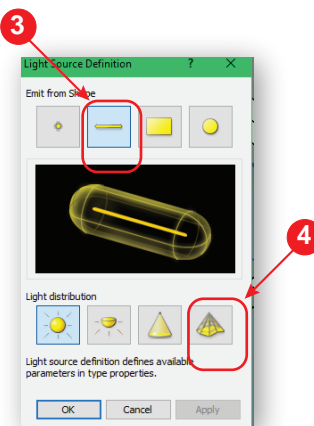 3
Light Source Definition ? ×
Emit from Shape
4
Light distribution
Light source definition defines available
parameters in type properties.
OK Cancel Apply